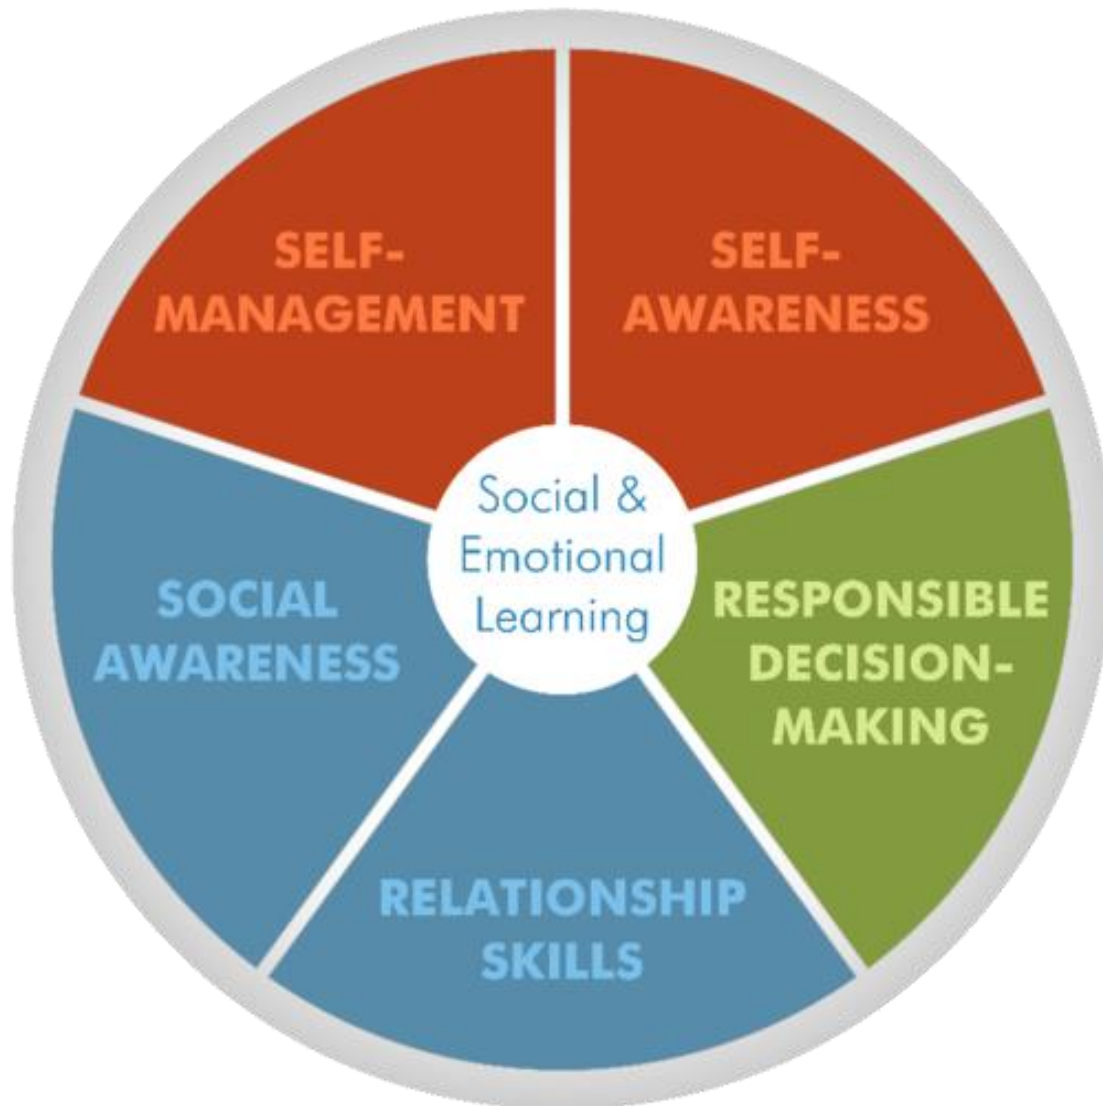 SELF-
MANAGEMENT
SELF-
AWARENESS
Social &
Emotional
Learning
SOCIAL
AWARENESS
RESPONSIBLE
DECISION-
MAKING
RELATIONSHIP
SKILLS